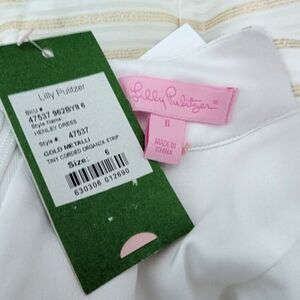 Lilly Pulitzer
SKU #
47537 962BY8 6
Style Name
HENLEY DRESS
Style #:
47537
GOLD METALLI
TINY CORDED ORGANZA STRIP
Size: 6
630306 012690
Lilly Pulitzer
6
MADE IN
CHINA